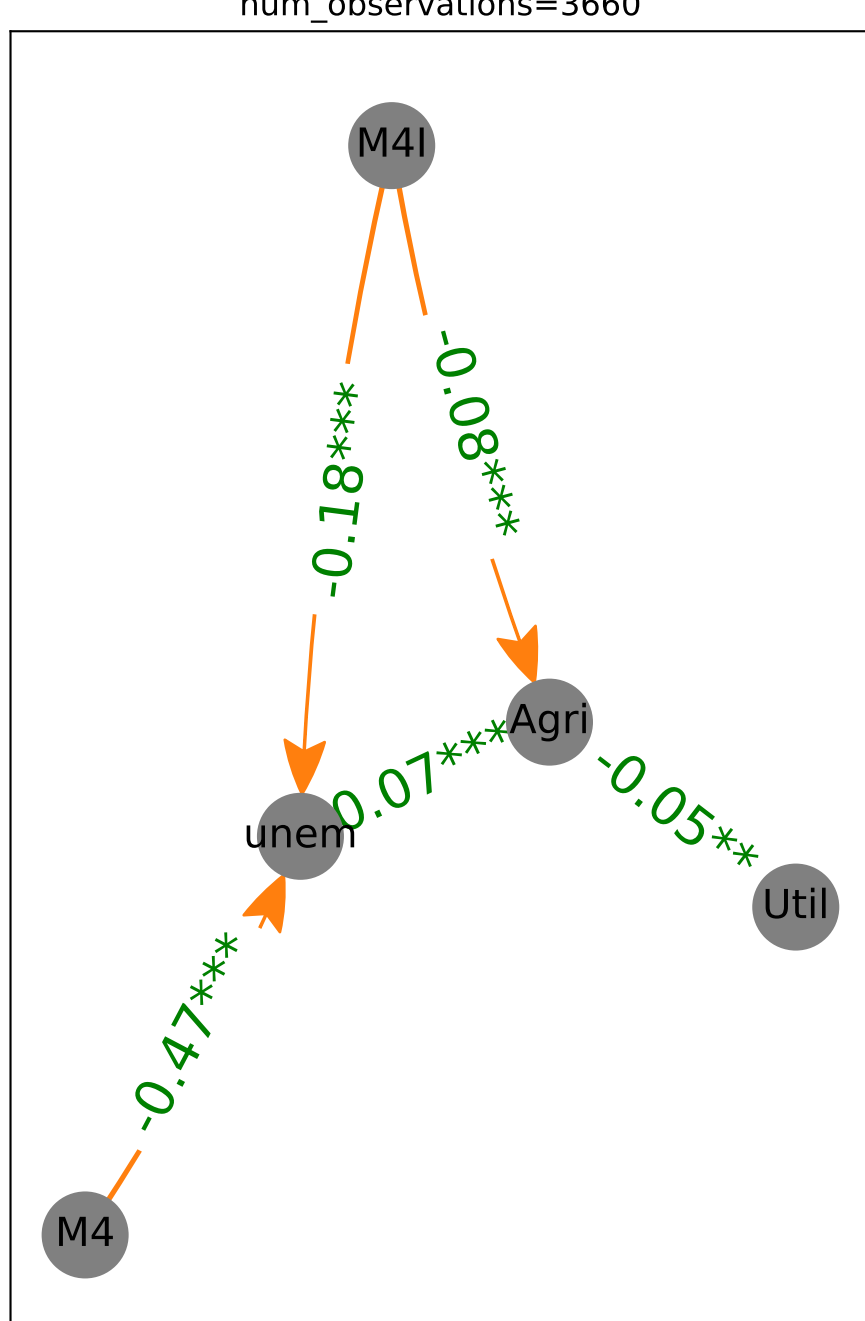 num_observations=3660
M4I
-0.08***
-0.18***
Agri
0.07***
-0.05**
unem
Util
-0.47***
M4